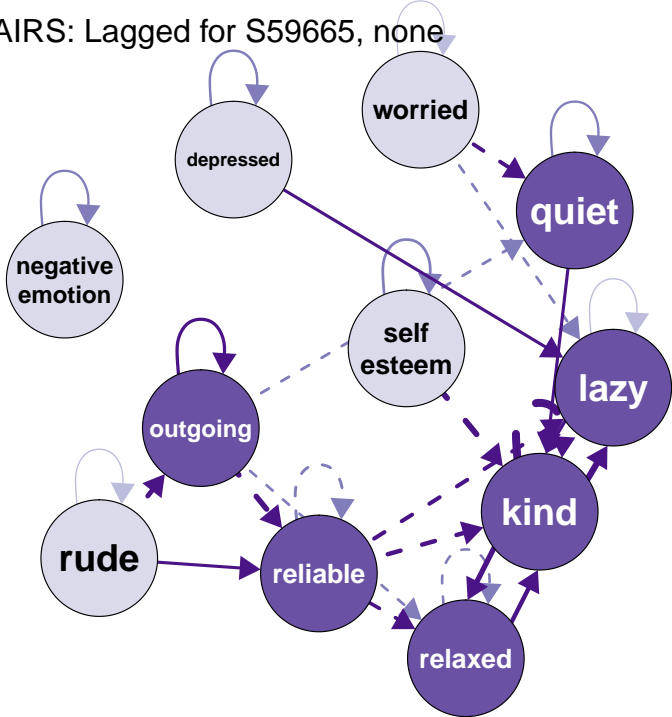 AIRS: Lagged for S59665, none
worried
depressed
quiet
negative
emotion
self
esteem
lazy
outgoing
kind
rude
reliable
relaxed